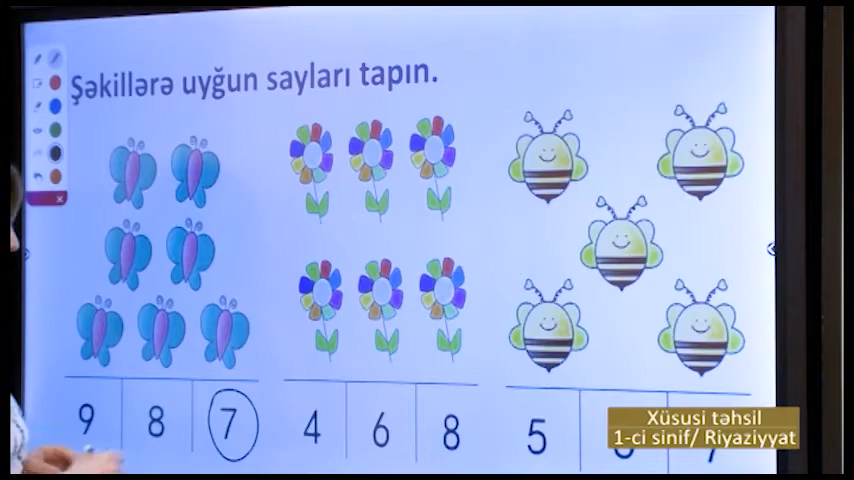 Şəkillərə uyğun sayları tapın.
9 8 7 4 6 8 5
Xüsusi təhsil
1-ci sinif/ Riyaziyyat